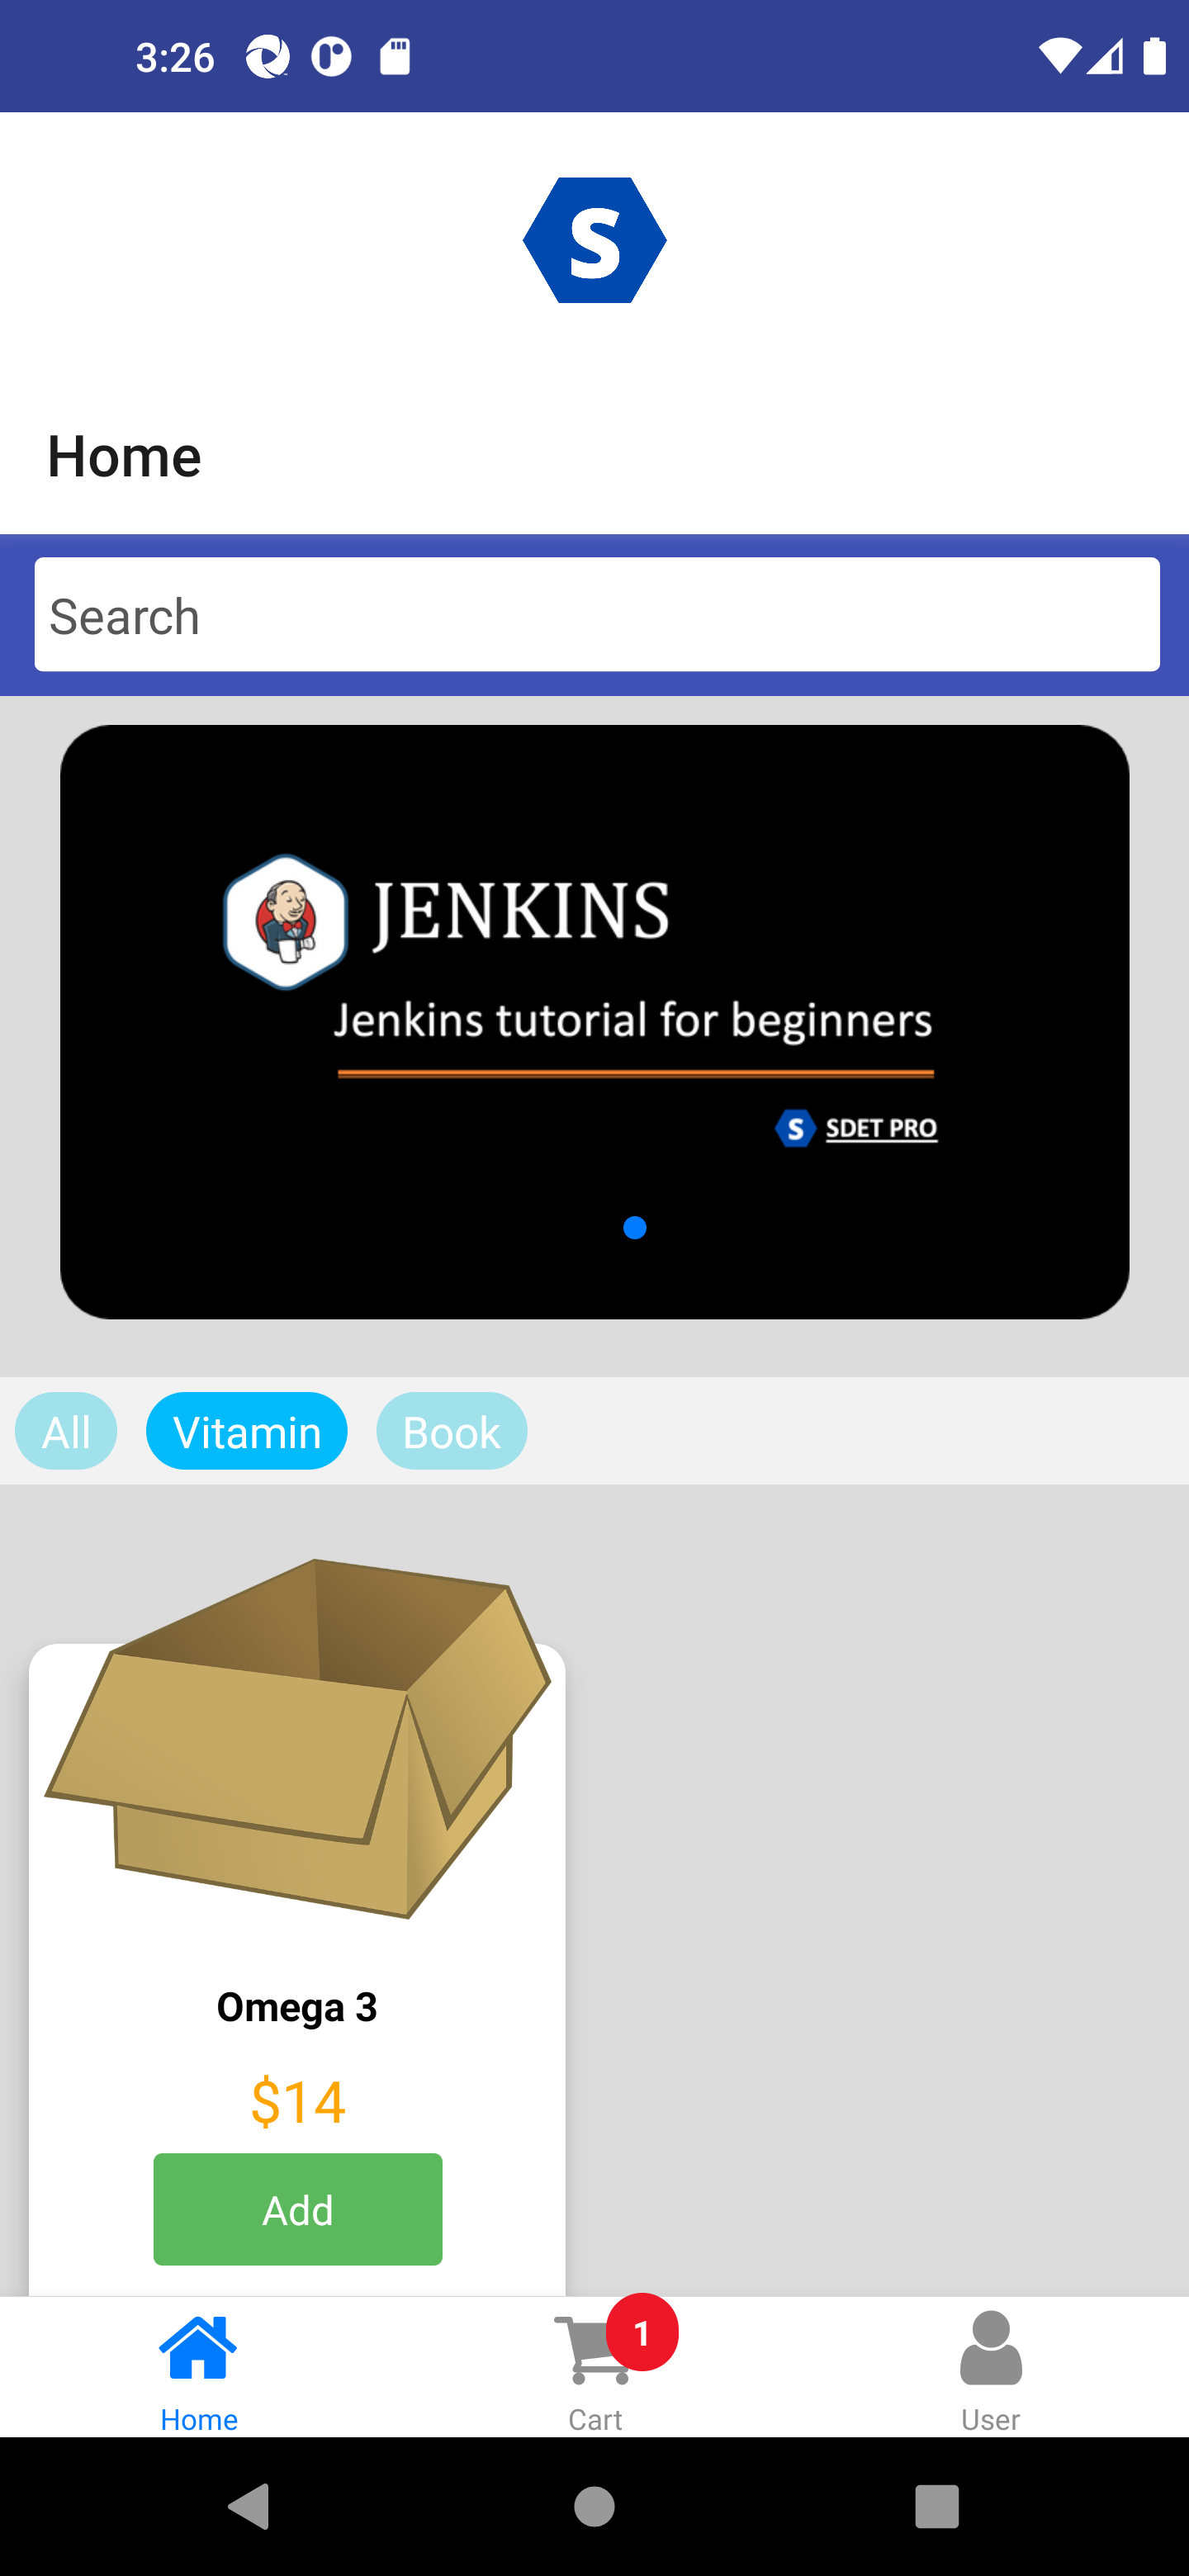 3:26
S
Home
Search
JENKINS
Jenkins tutorial for beginners
S SDET PRO
All Vitamin Book
Omega 3
$14
Add
1
Home Cart User